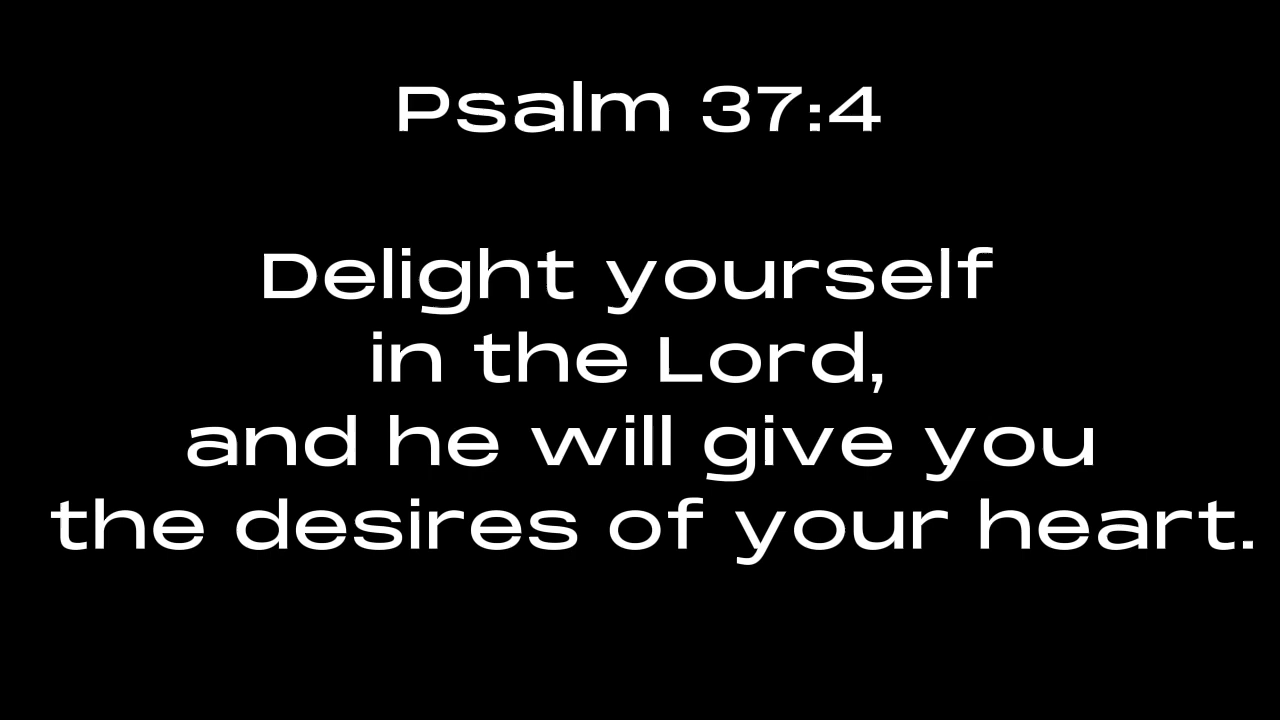 Psalm 37:4
Delight yourself
in the Lord,
and he will give you
the desires of your heart.